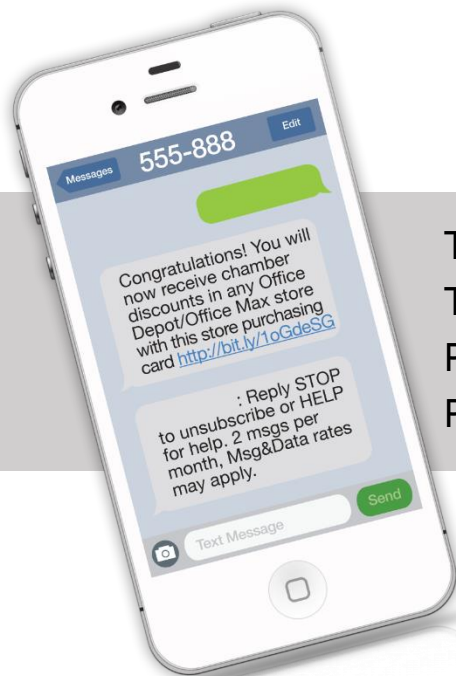 Messages
555-888
Edit
Congratulations! You will
now receive chamber
discounts in any Office
Depot/Office Max store
with this store purchasing
card http://bit.ly/1oGdeSG
: Reply STOP
to unsubscribe or HELP
for help. 2 msgs per
month, Msg&Data rates
may apply.
Text Message
Send
T
T
P
F